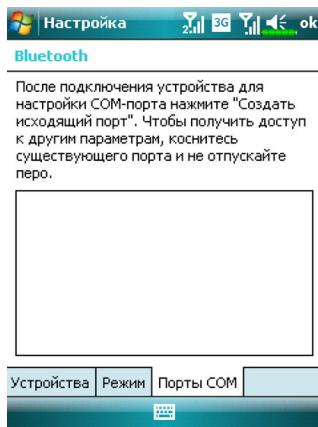 Настройка 2 3G ok
Bluetooth
После подключения устройства для
настройки COM-порта нажмите "Создать
исходящий порт". Чтобы получить доступ
к другим параметрам, коснитесь
существующего порта и не отпускайте
перо.
Устройства Режим Порты COM